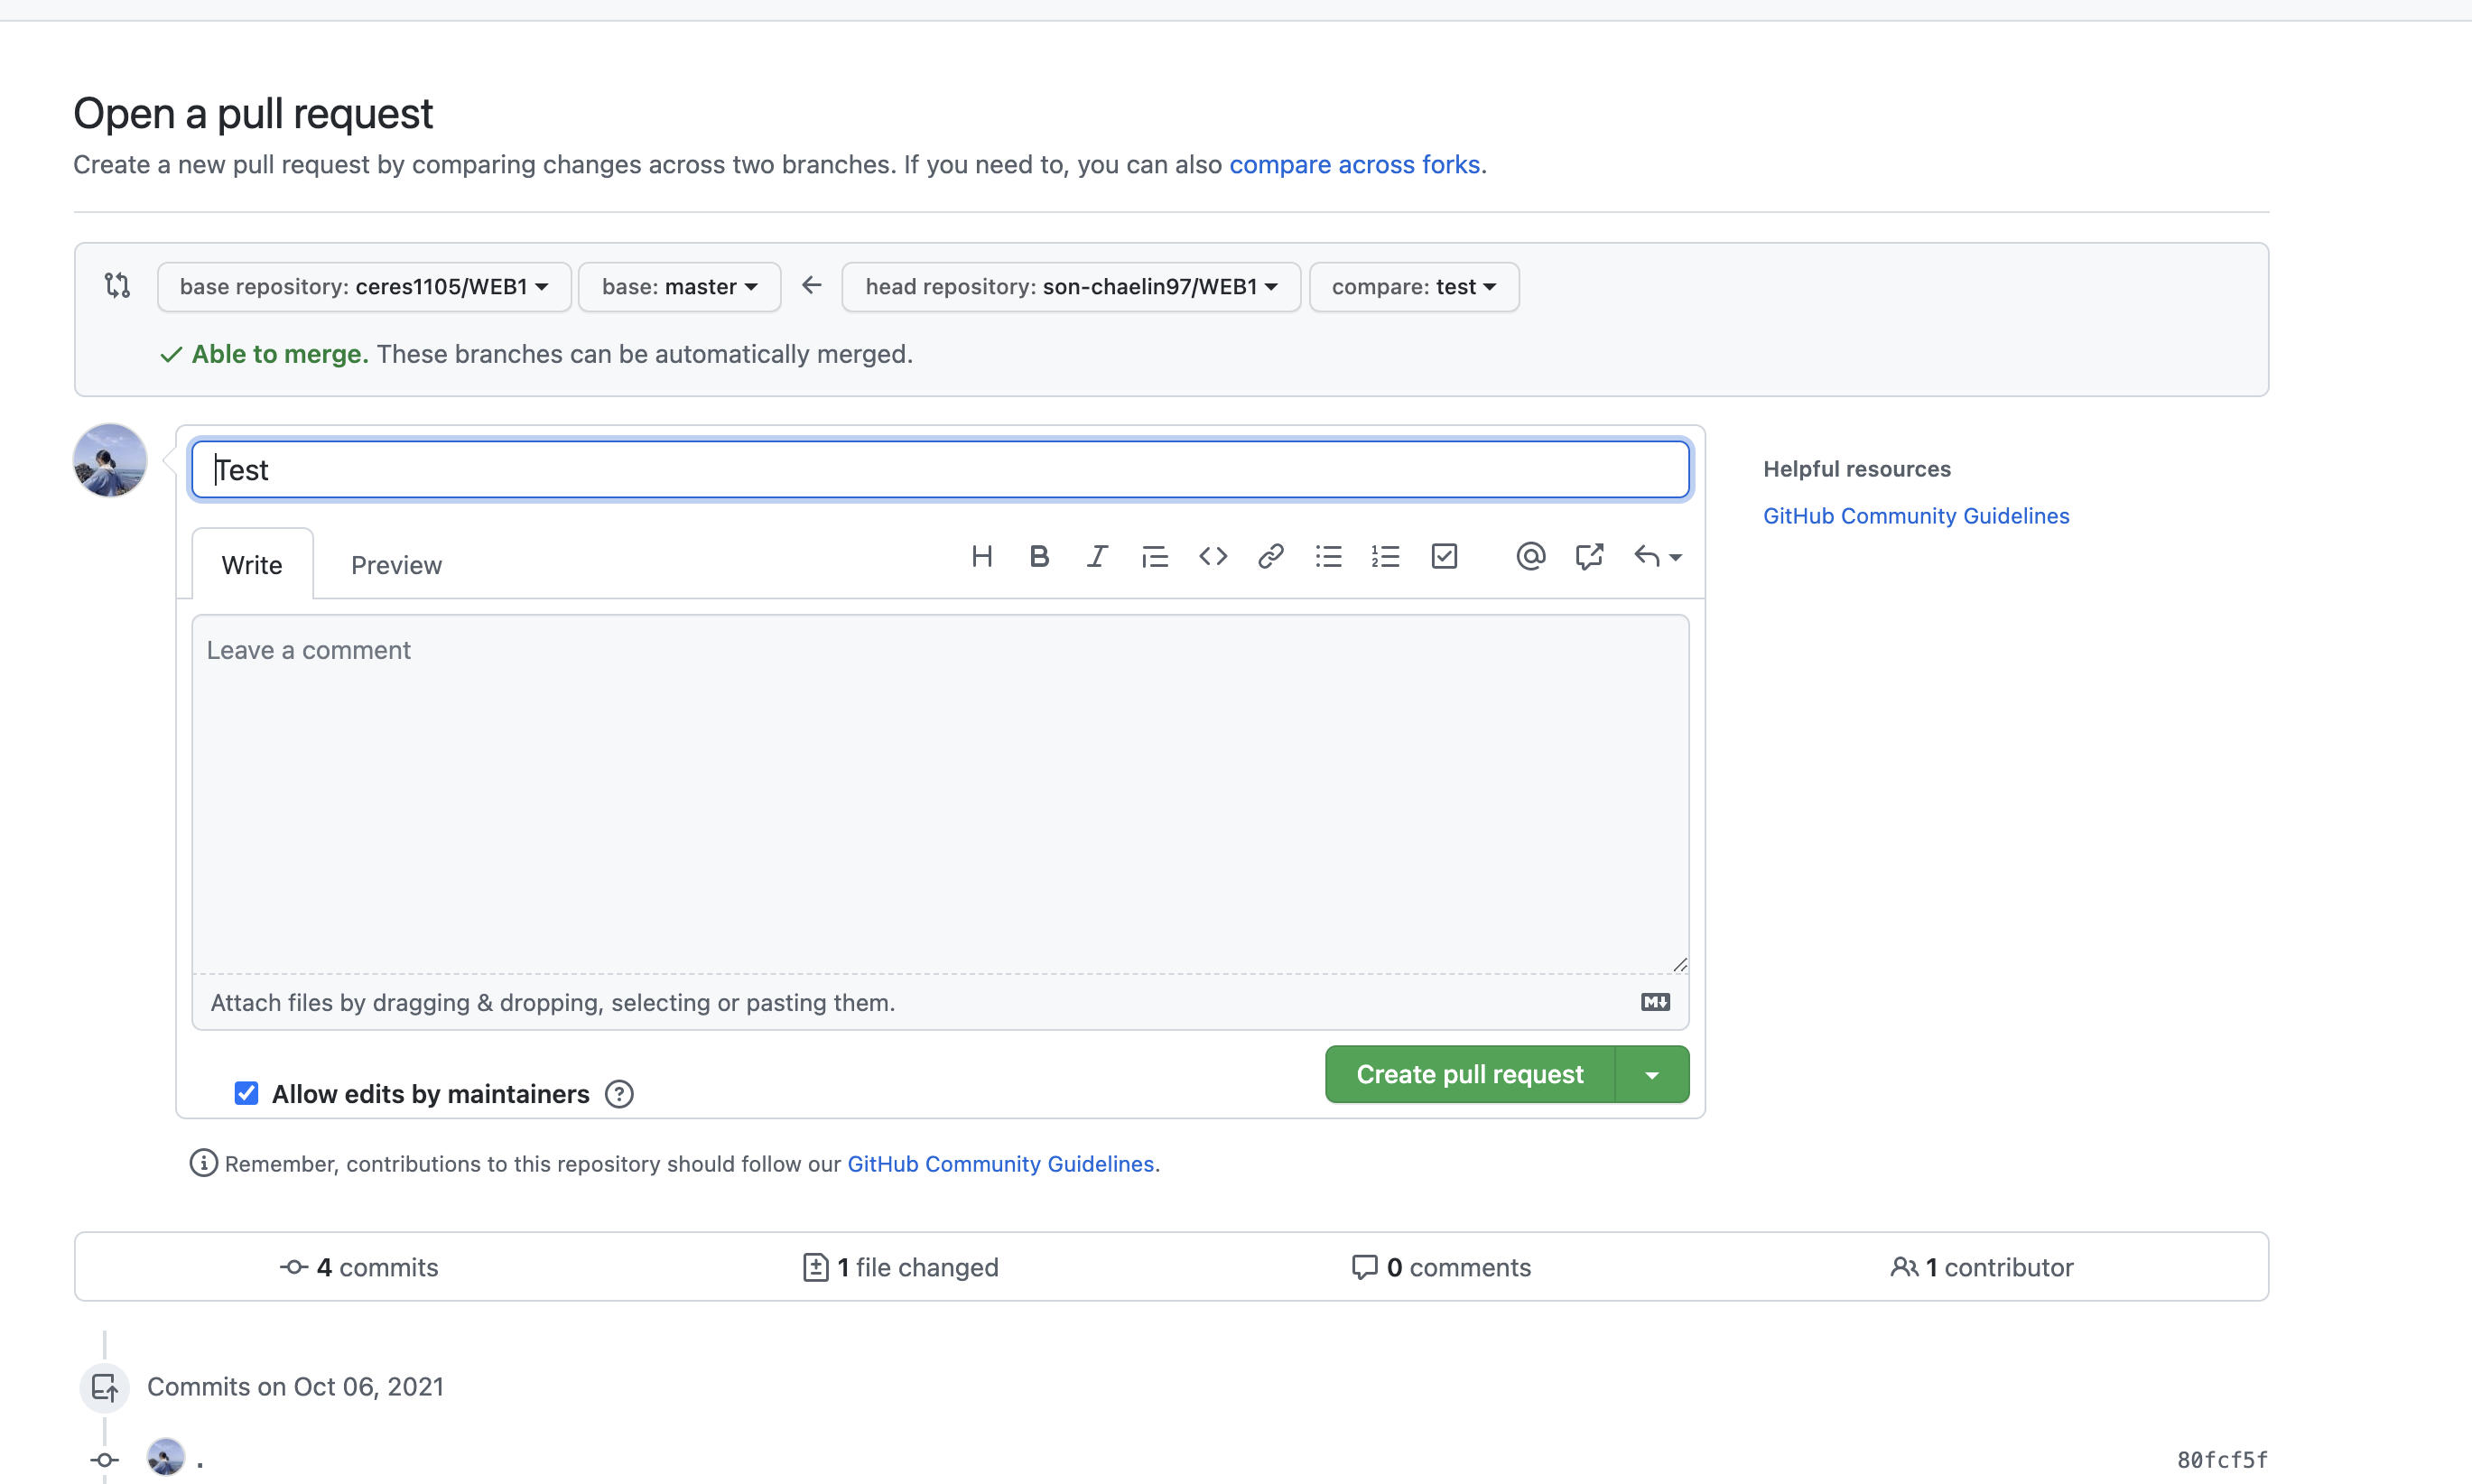 Open a pull request
Create a new pull request by comparing changes across two branches. If you need to, you can also compare across forks.
base repository: ceres1105/WEB1 base: master head repository: son-chaelin97/WEB1 compare: test
Able to merge. These branches can be automatically merged.
Test
Helpful resources
GitHub Community Guidelines
Write Preview
Leave a comment
Attach files by dragging & dropping, selecting or pasting them.
Allow edits by maintainers
Create pull request
Remember, contributions to this repository should follow our GitHub Community Guidelines.
4 commits 1 file changed 0 comments 1 contributor
Commits on Oct 06, 2021
. 80fcf5f